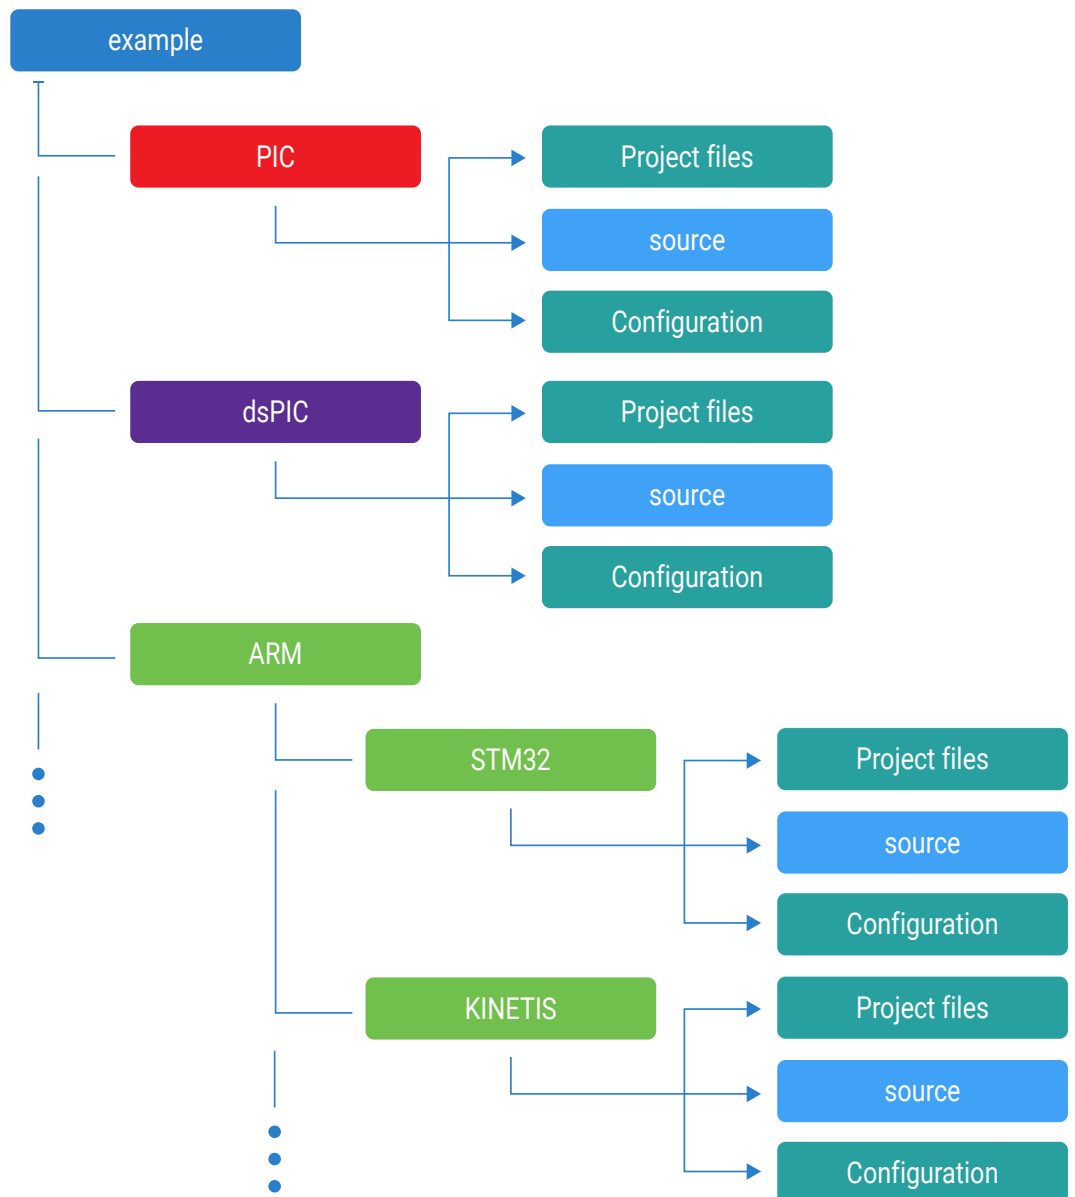 example
PIC
Project files
source
Configuration
dsPIC
Project files
source
Configuration
ARM
STM32
Project files
source
Configuration
KINETIS
Project files
source
Configuration